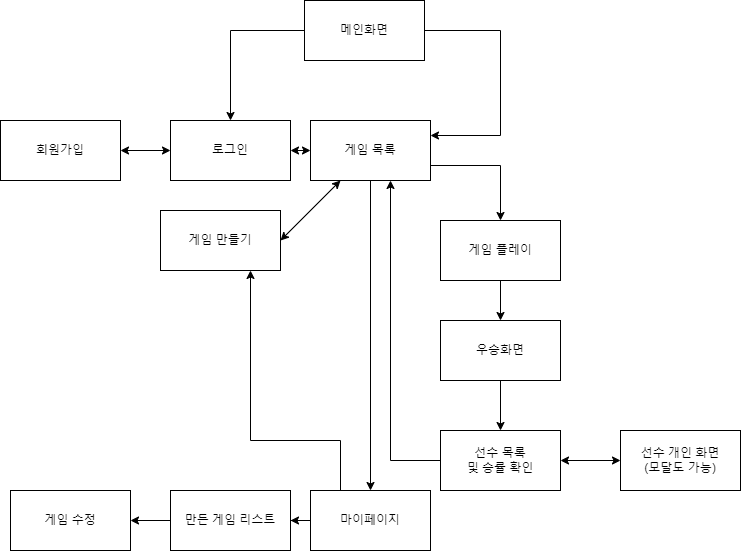 메인화면
회원가입
로그인
게임 목록
게임 만들기
게임 플레이
우승화면
선수 목록
및 승률 확인
선수 개인 화면
(모달도 가능)
게임 수정
만든 게임 리스트
마이페이지